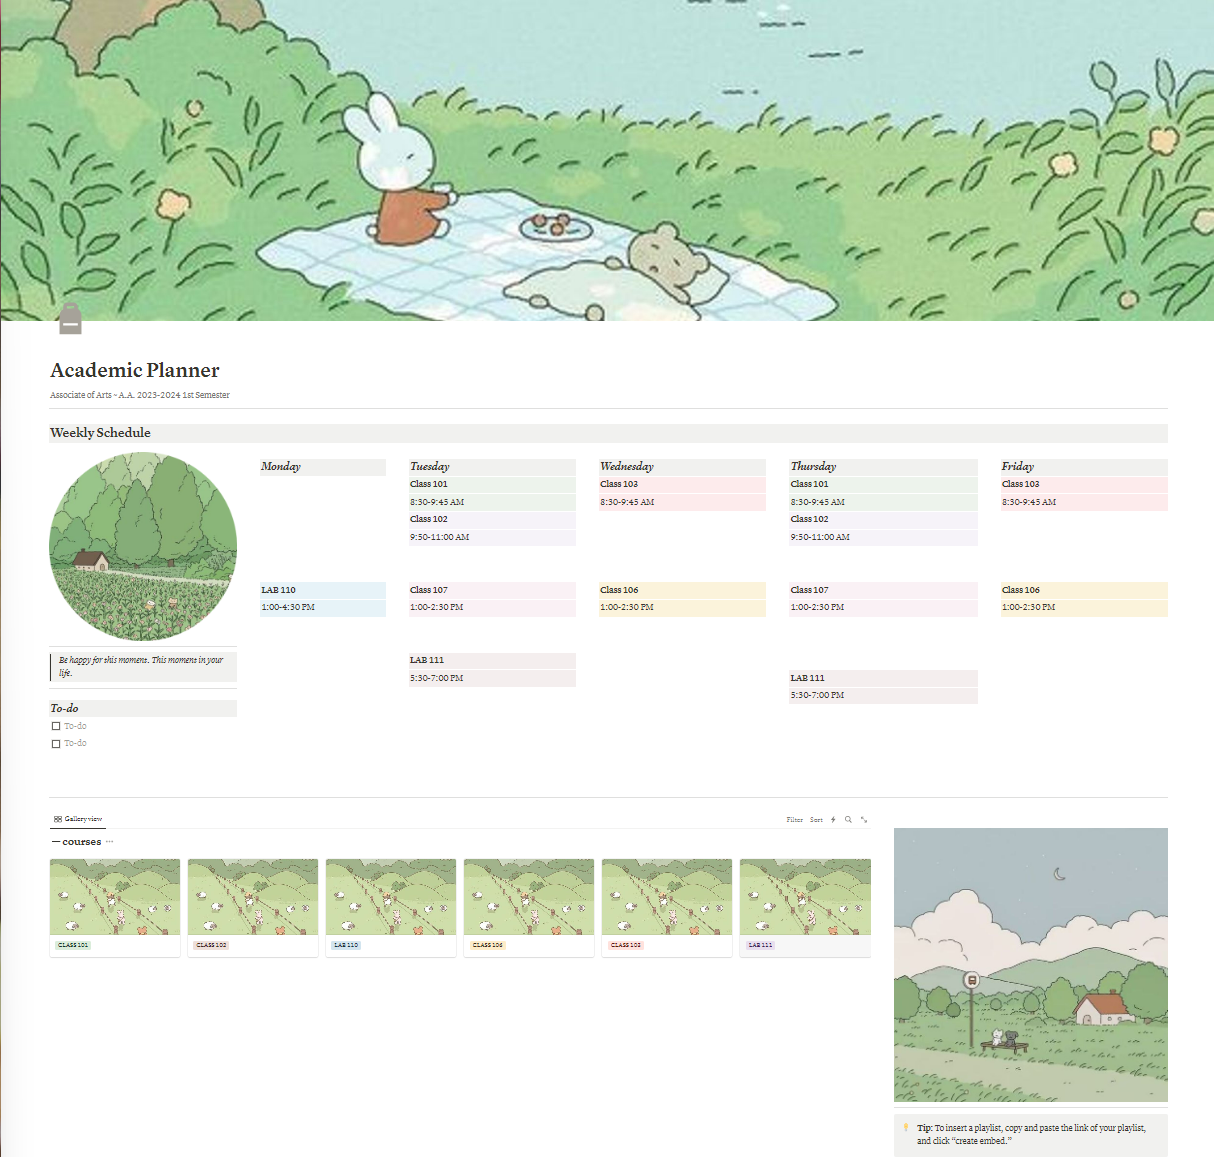 Academic Planner
Associate of Arts ~ A.A. 2023-2024 1st Semester
Weekly Schedule
Monday
LAB 110
1:00-4:30 PM
Tuesday
Class 101
8:30-9:45 AM
Class 102
9:50-11:00 AM
Class 107
1:00-2:30 PM
LAB 111
5:30-7:00 PM
Wednesday
Class 103
8:30-9:45 AM
Class 106
1:00-2:30 PM
Thursday
Class 101
8:30-9:45 AM
Class 102
9:50-11:00 AM
Class 107
1:00-2:30 PM
LAB 111
5:30-7:00 PM
Friday
Class 103
8:30-9:45 AM
Class 106
1:00-2:30 PM
Be happy for this moment. This moment in your
life.
To-do
To-do
To-do
Gallery view
Filter Sort
— courses ···
CLASS 101
CLASS 102
LAB 110
CLASS 106
CLASS 103
LAB 111
Tip: To insert a playlist, copy and paste the link of your playlist,
and click “create embed.”